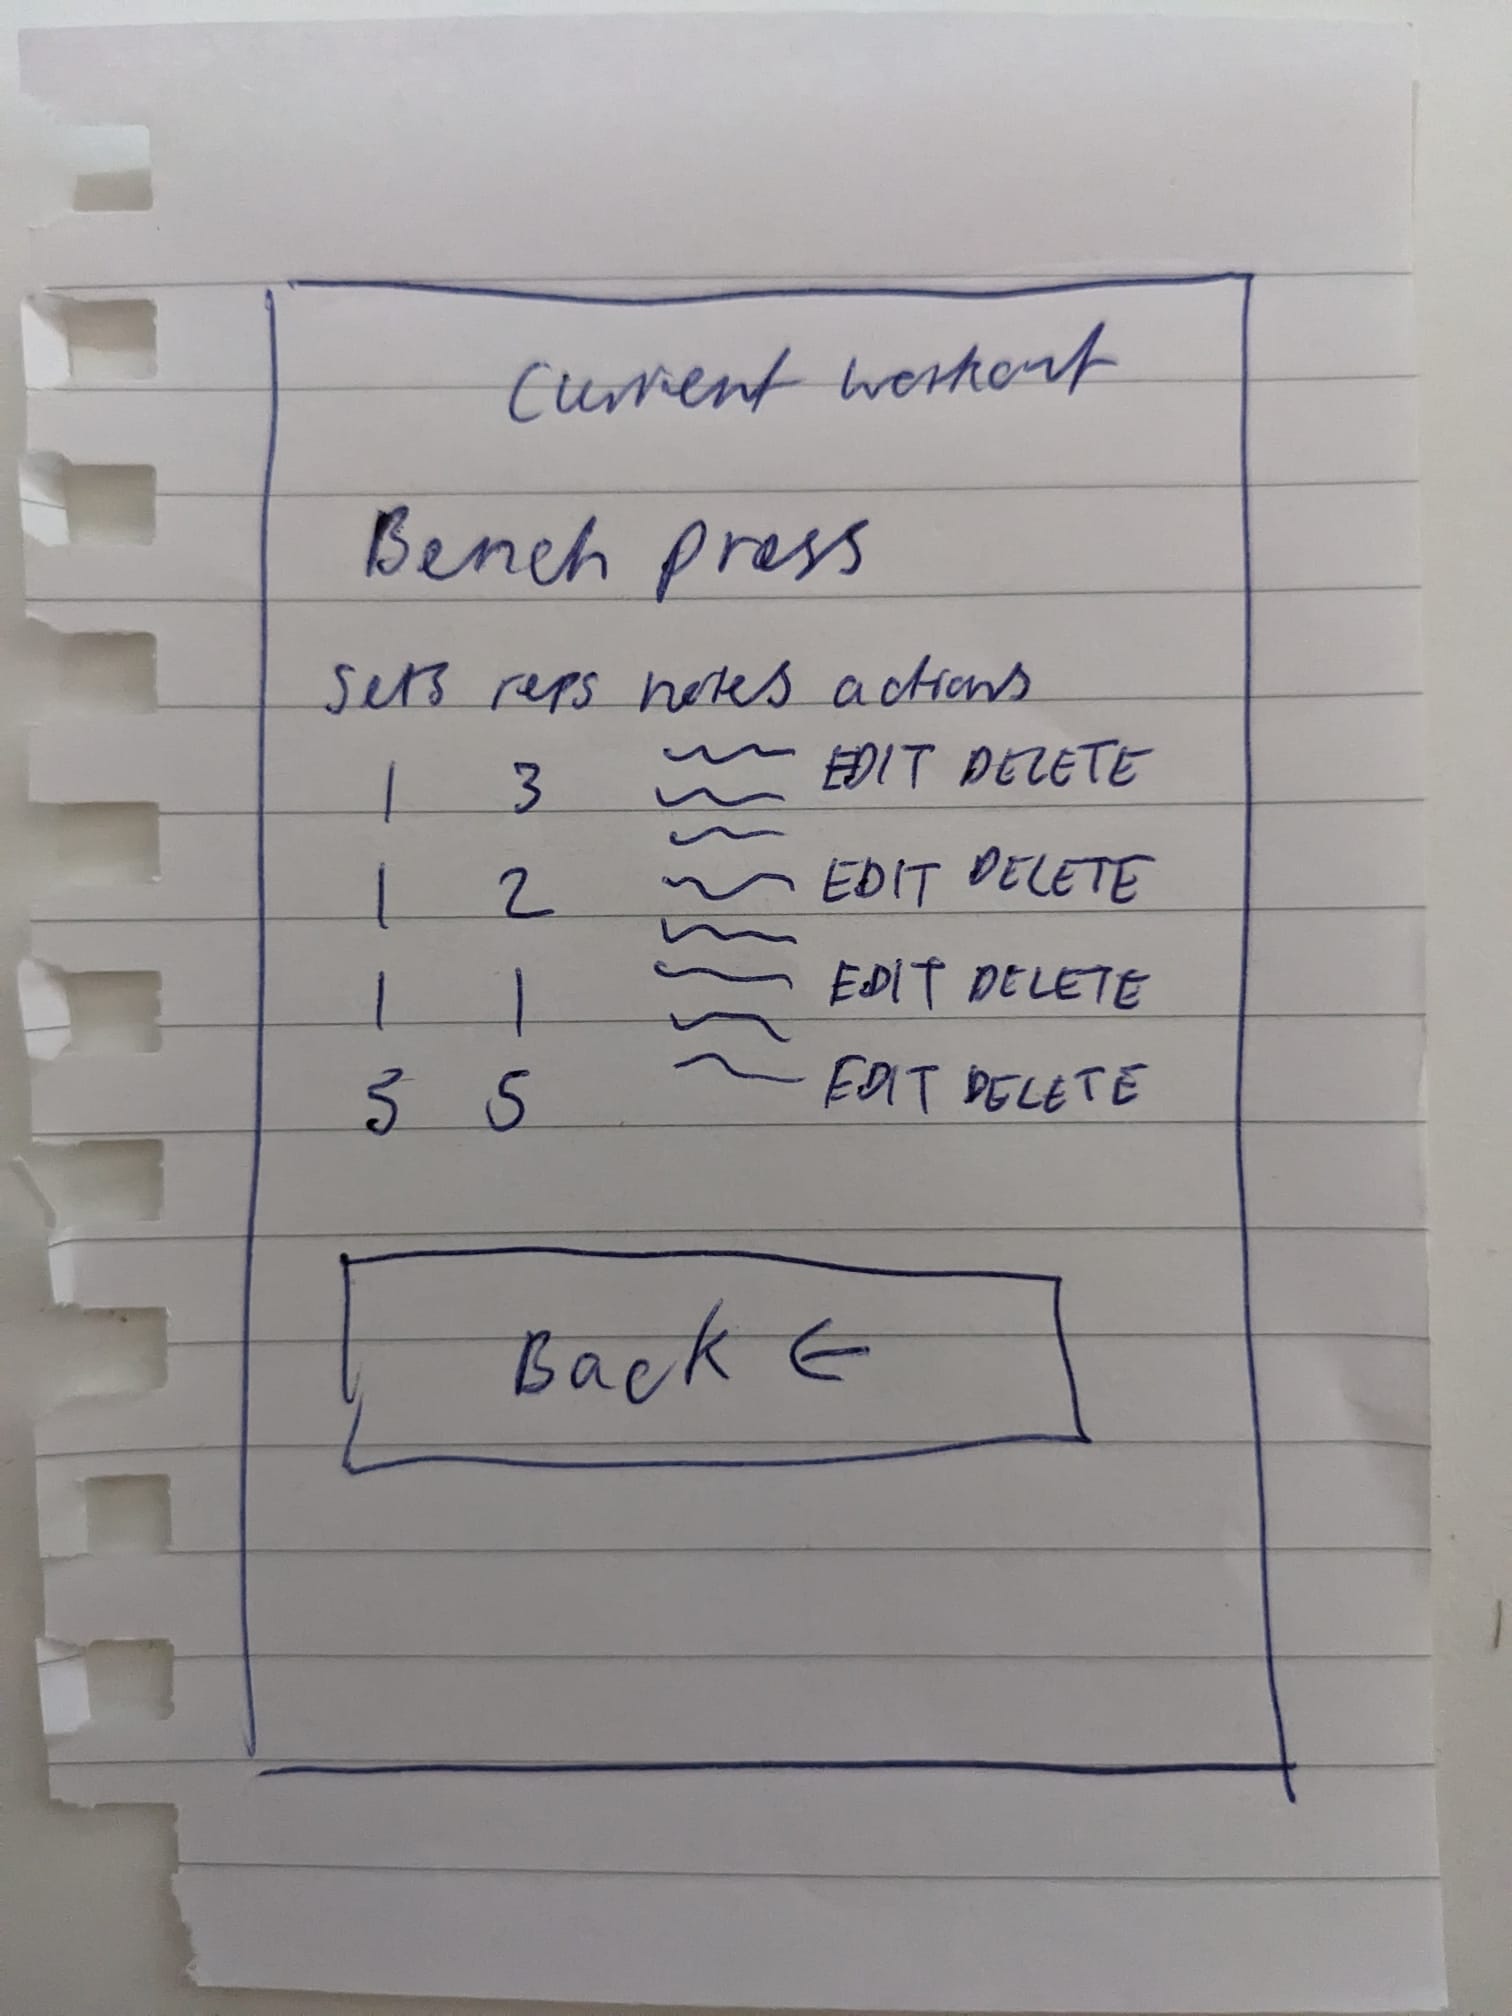 Current workout
Bench press
Sets reps notes actions
1 3 EDIT DELETE
1 2 EDIT DELETE
1 1 EDIT DELETE
5 5 EDIT DELETE
Back ←